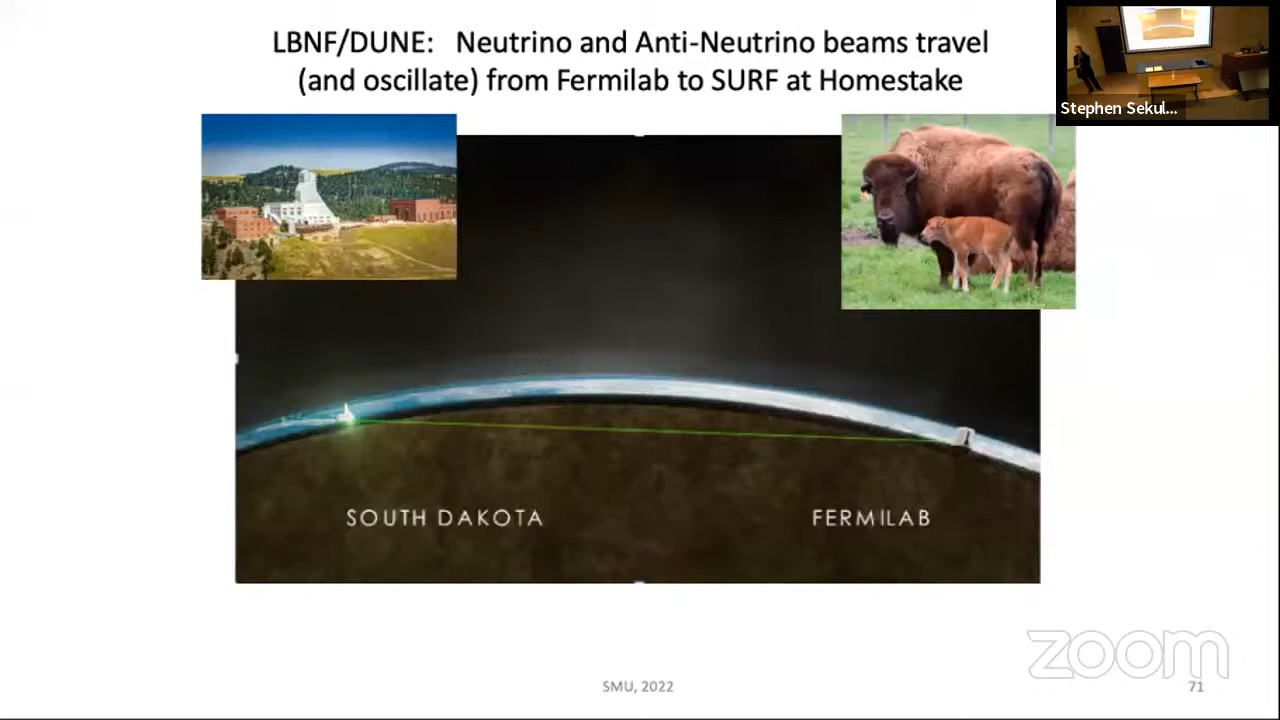 LBNF/DUNE: Neutrino and Anti-Neutrino beams travel
(and oscillate) from Fermilab to SURF at Homestake
Stephen Sekul...
SOUTH DAKOTA
FERMILAB
zoom
SMU, 2022
71